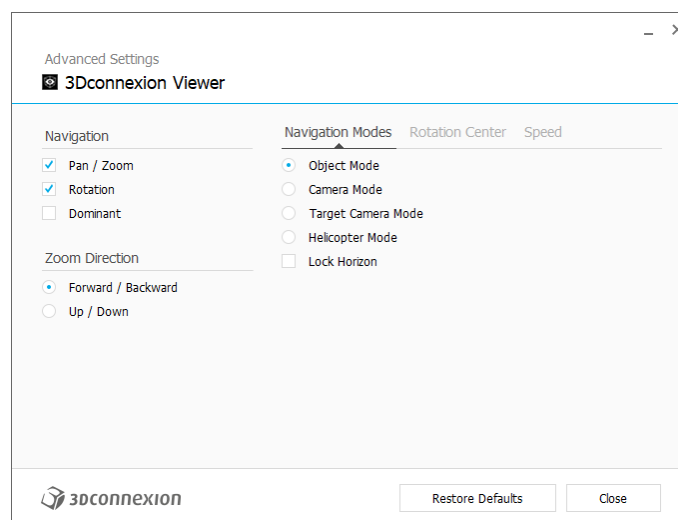 Advanced Settings
3Dconnexion Viewer
Navigation
Pan / Zoom
Rotation
Dominant
Zoom Direction
Forward / Backward
Up / Down
Navigation Modes Rotation Center Speed
Object Mode
Camera Mode
Target Camera Mode
Helicopter Mode
Lock Horizon
3Dconnexion
Restore Defaults Close